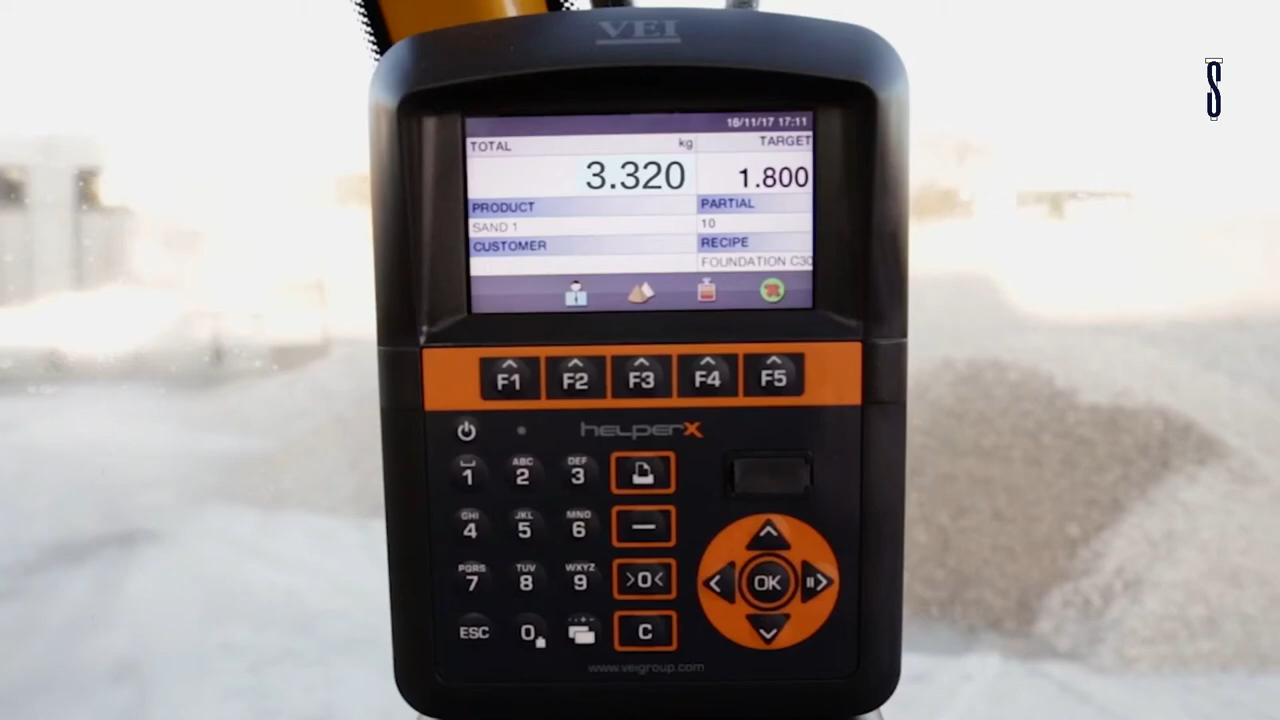 VEI
S
16/11/17 17:11
TOTAL kg TARGET
3.320 1.800
PRODUCT PARTIAL
SAND 1 10
CUSTOMER RECIPE
FOUNDATION C30
F1 F2 F3 F4 F5
helperX
1 ABC 2 DEF 3
GHI 4 JKL 5 MNO 6
PQRS 7 TUV 8 WXYZ 9 >0<
OK
ESC 0 C
www.veigroup.com